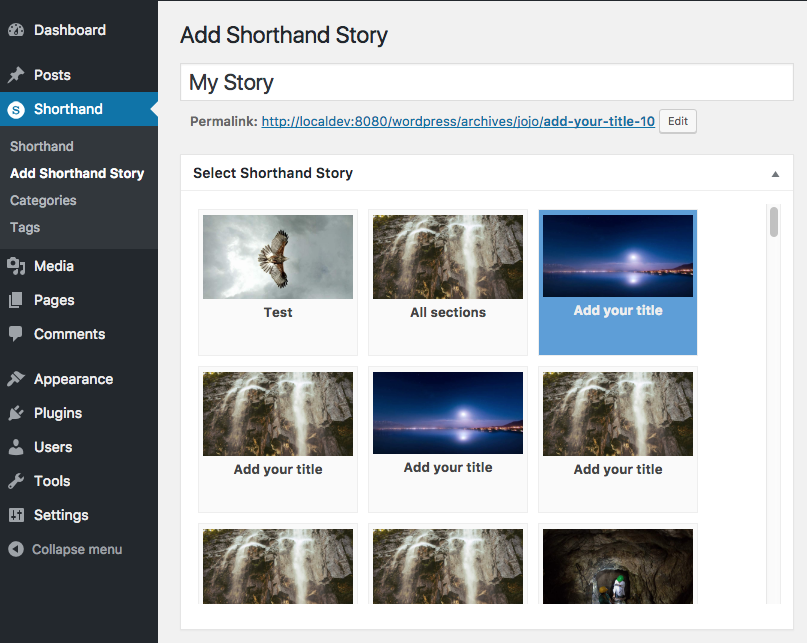 Dashboard
Posts
S Shorthand
Shorthand
Add Shorthand Story
Categories
Tags
Media
Pages
Comments
Appearance
Plugins
Users
Tools
Settings
Collapse menu
Add Shorthand Story
My Story
Permalink: http://localdev:8080/wordpress/archives/jojo/add-your-title-10 Edit
Select Shorthand Story
Test
All sections
Add your title
Add your title
Add your title
Add your title